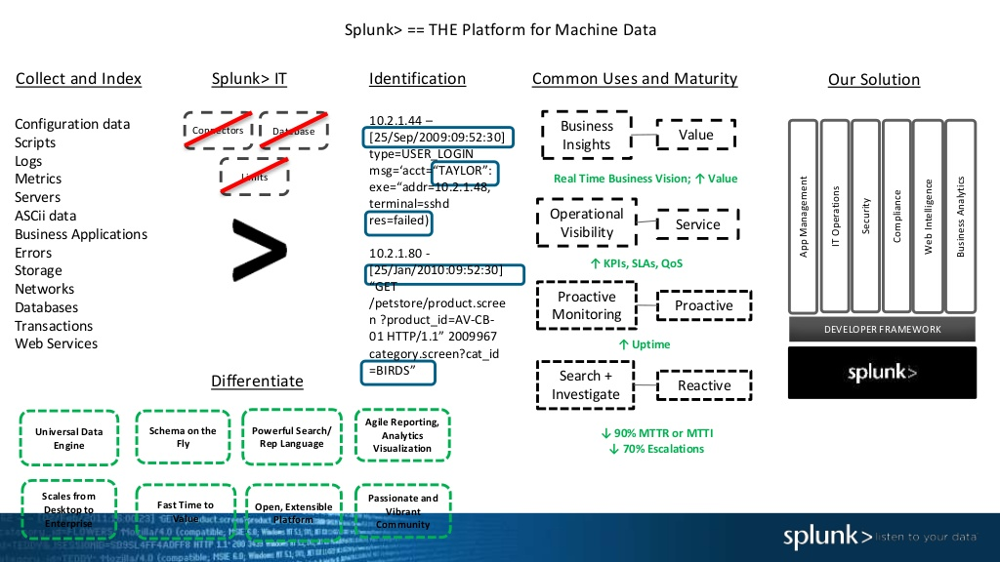 Splunk> == THE Platform for Machine Data
Collect and Index
Configuration data
Scripts
Logs
Metrics
Servers
ASCii data
Business Applications
Errors
Storage
Networks
Databases
Transactions
Web Services
Splunk> IT
Connectors
Database
Limits
>
Identification
10.2.1.44 –
[25/Sep/2009:09:52:30]
type=USER_LOGIN
msg=‘acct=“TAYLOR”:
exe=“addr=10.2.1.48,
terminal=sshd
res=failed)
10.2.1.80 -
[25/Jan/2010:09:52:30]
“GET
/petstore/product.scree
n ?product_id=AV-CB-
01 HTTP/1.1” 2009967
category.screen?cat_id
=BIRDS”
Common Uses and Maturity
Business
Insights
Value
Real Time Business Vision; ↑ Value
Operational
Visibility
Service
↑ KPIs, SLAs, QoS
Proactive
Monitoring
Proactive
↑ Uptime
Search +
Investigate
Reactive
↓ 90% MTTR or MTTI
↓ 70% Escalations
Our Solution
App Management
IT Operations
Security
Compliance
Web Intelligence
Business Analytics
DEVELOPER FRAMEWORK
splunk>
Differentiate
Universal Data
Engine
Schema on the
Fly
Powerful Search/
Rep Language
Agile Reporting,
Analytics
Visualization
Scales from
Desktop to
Enterprise
Fast Time to
Value
Open, Extensible
Platform
Passionate and
Vibrant
Community
splunk> listen to your data